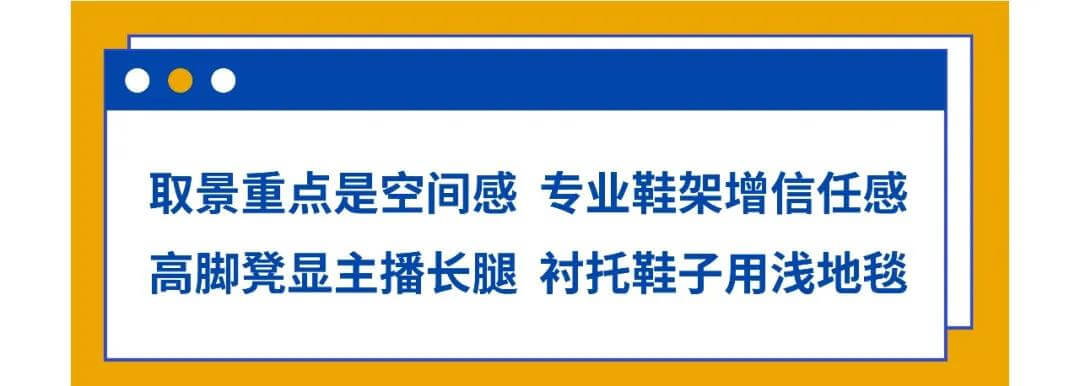 取景重点是空间感 专业鞋架增信任感
高脚凳显主播长腿 衬托鞋子用浅地毯